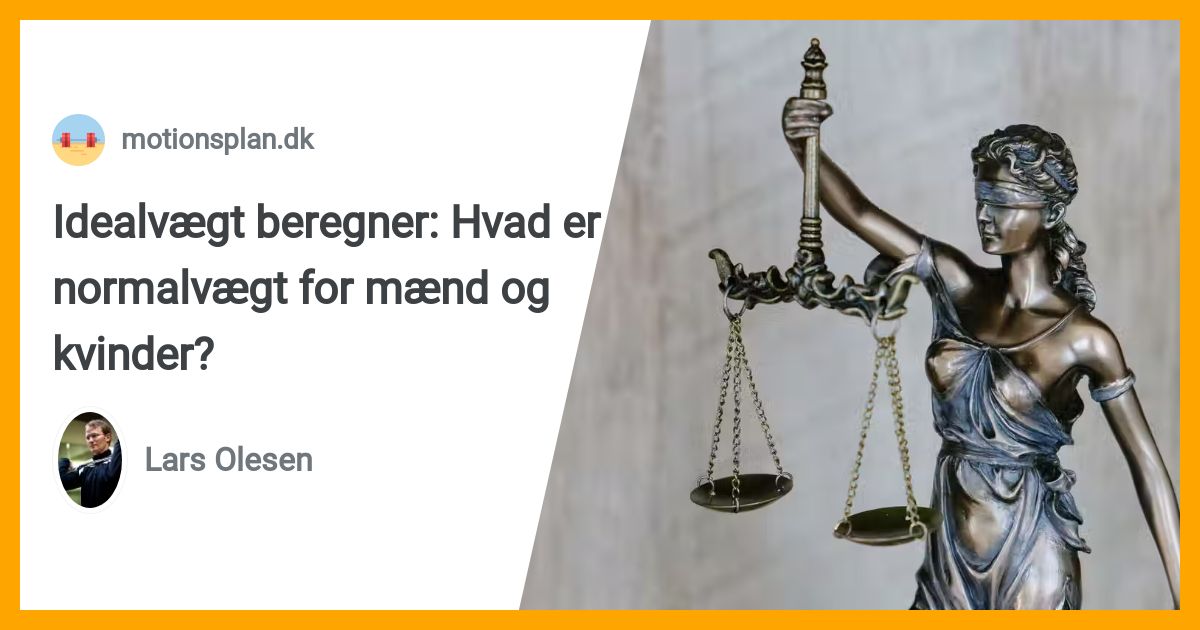 motionsplan.dk
Idealvægt beregner: Hvad er
normalvægt for mænd og
kvinder?
Lars Olesen